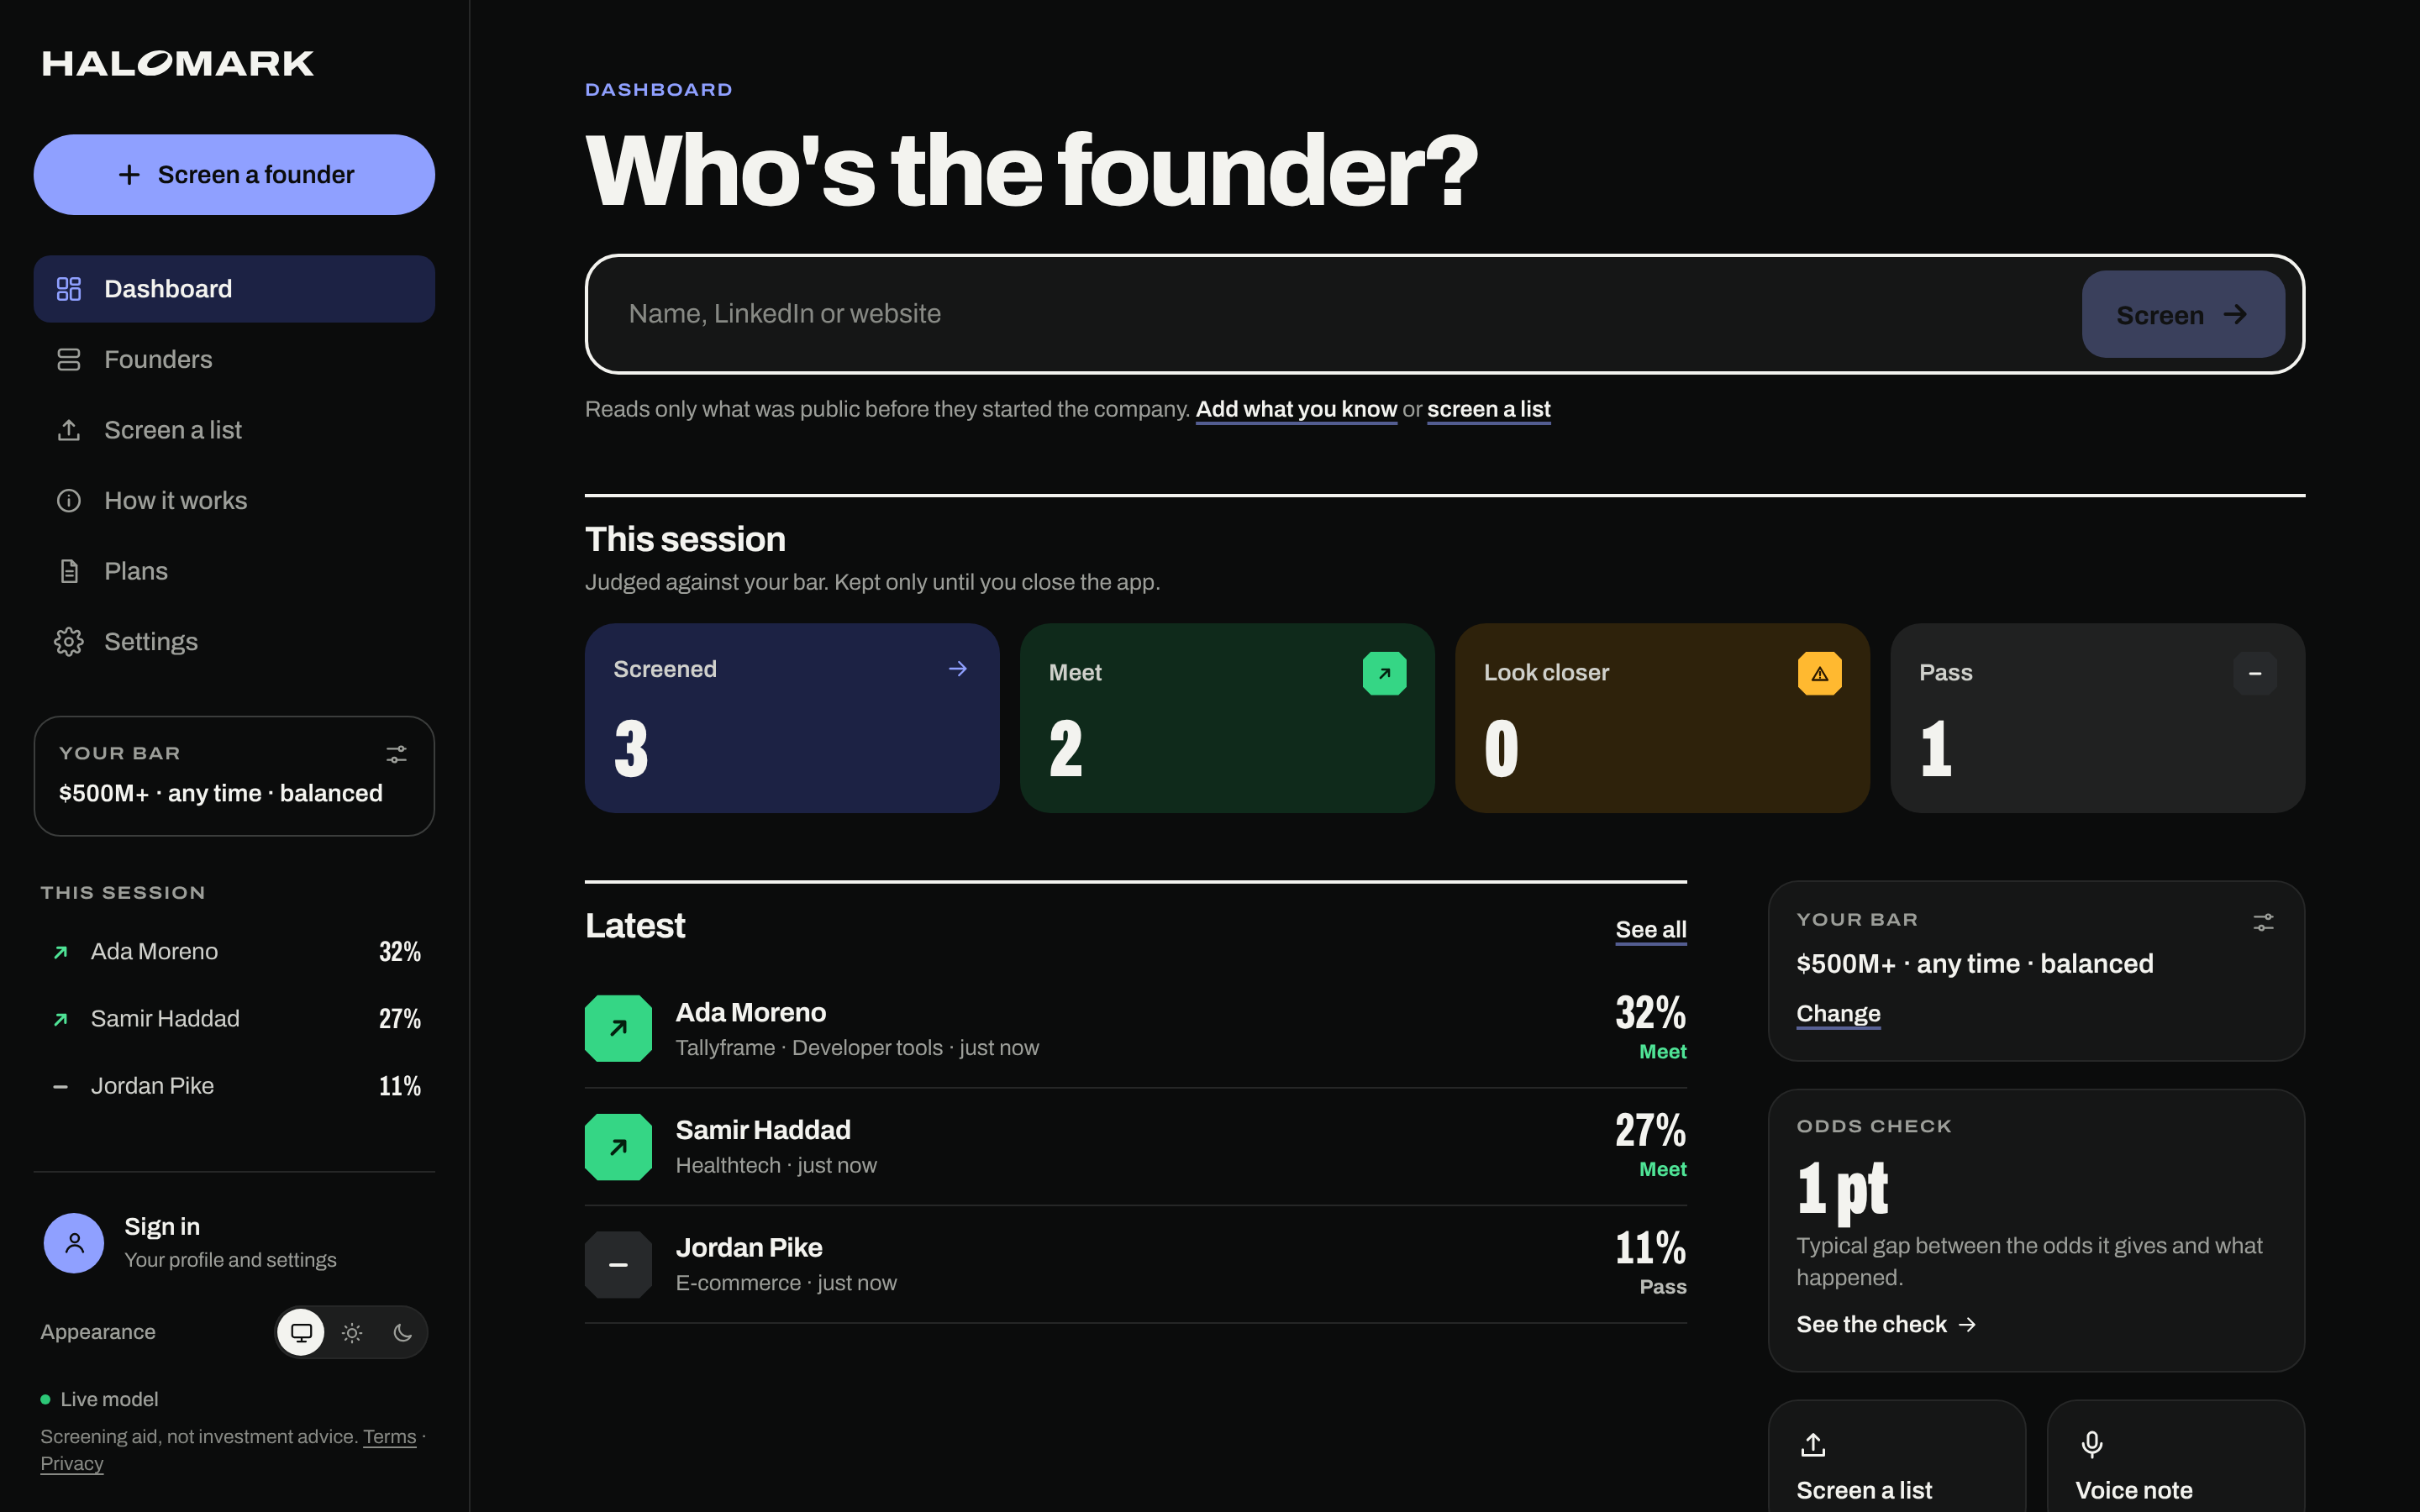 HALOMARK
Screen a founder
Dashboard
Founders
Screen a list
How it works
Plans
Settings
YOUR BAR
$500M+ · any time · balanced
THIS SESSION
Ada Moreno 32%
Samir Haddad 27%
Jordan Pike 11%
Sign in
Your profile and settings
Appearance
Live model
Screening aid, not investment advice. Terms ·
Privacy
DASHBOARD
Who's the founder?
Name, LinkedIn or website
Screen
Reads only what was public before they started the company. Add what you know or screen a list
This session
Judged against your bar. Kept only until you close the app.
Screened
3
Meet
2
Look closer
0
Pass
1
Latest
See all
Ada Moreno
Tallyframe · Developer tools · just now
32%
Meet
Samir Haddad
Healthtech · just now
27%
Meet
Jordan Pike
E-commerce · just now
11%
Pass
YOUR BAR
$500M+ · any time · balanced
Change
ODDS CHECK
1 pt
Typical gap between the odds it gives and what
happened.
See the check
Screen a list
Voice note